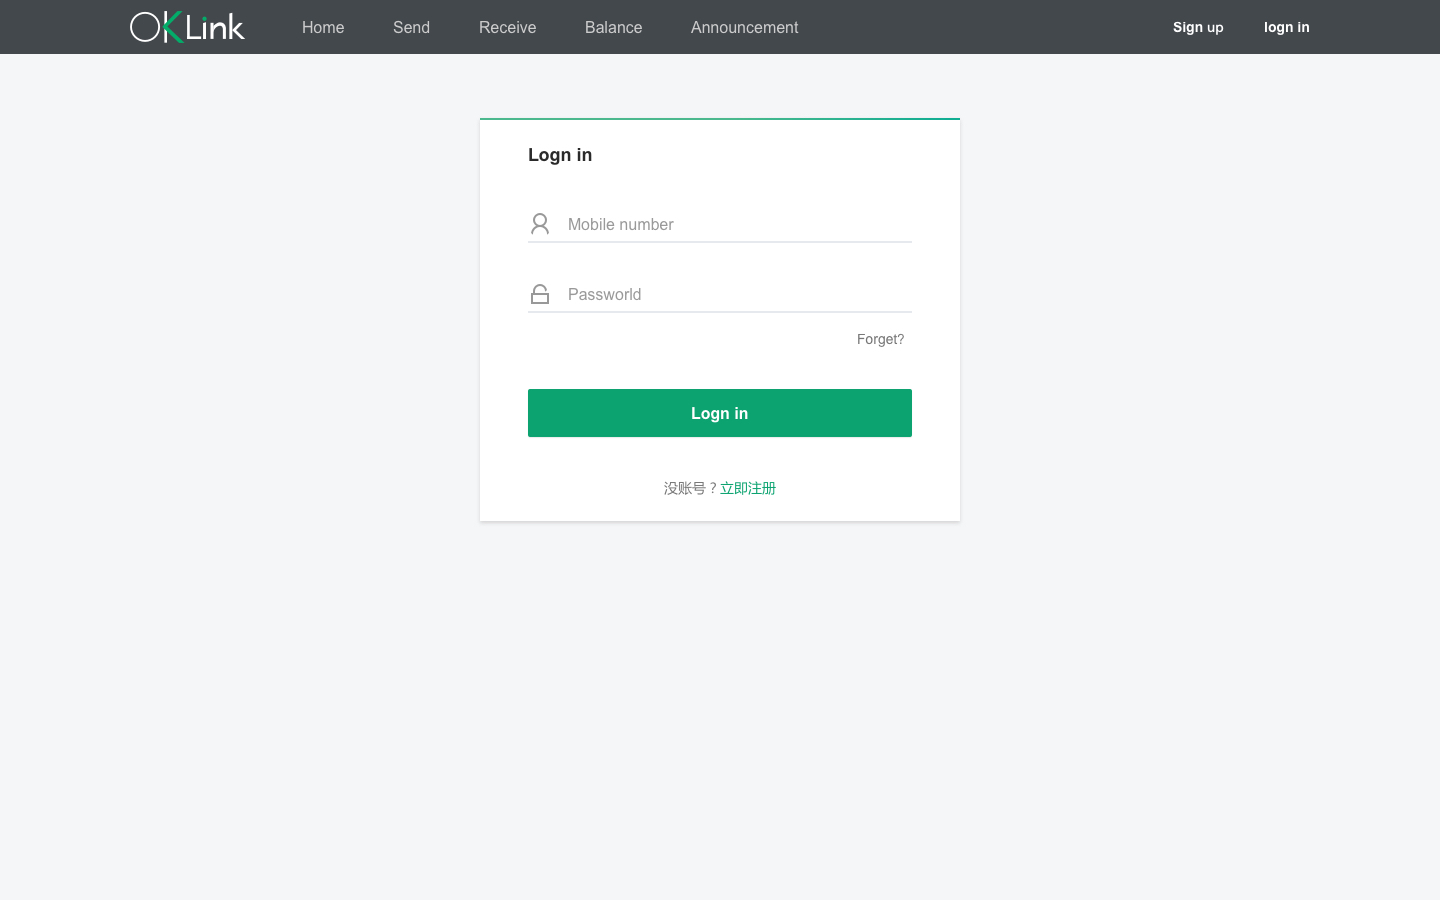 OKLink
Home
Send
Receive
Balance
Announcement
Sign up
login in
Logn in
Mobile number
Passworld
Forget?
Logn in
没账号？立即注册